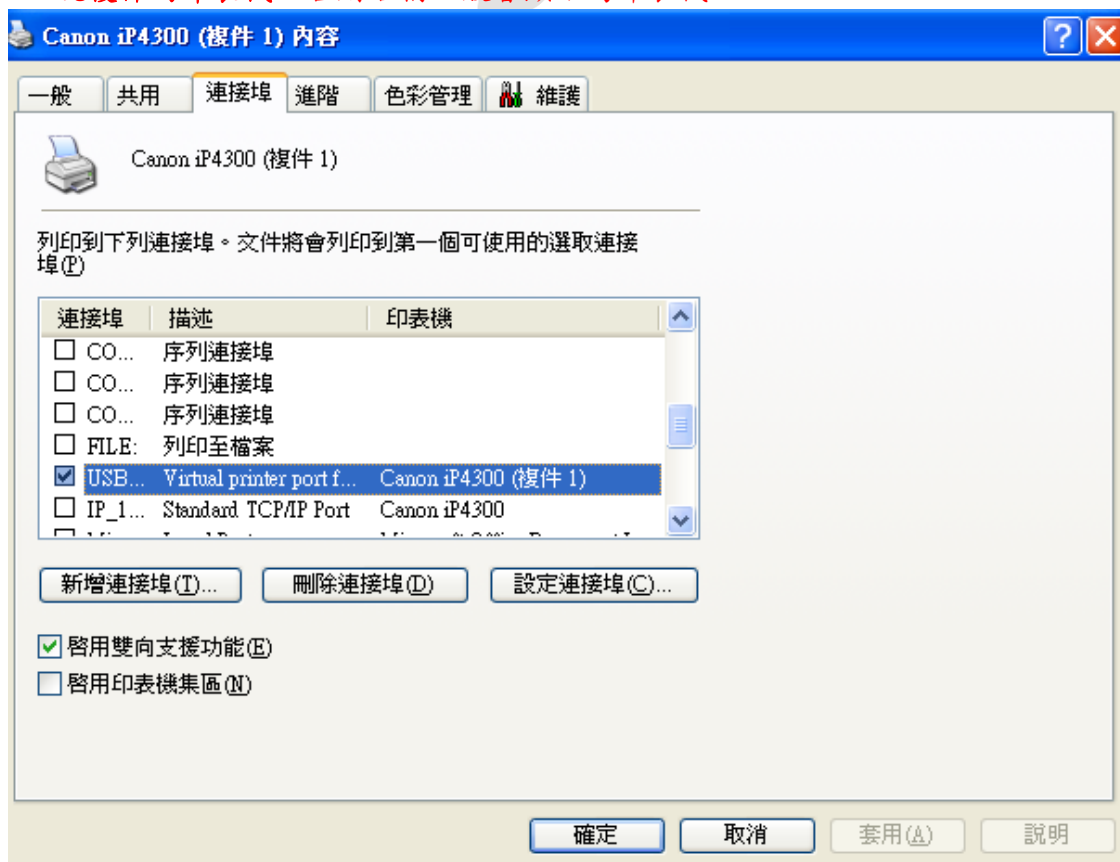 Canon iP4300 (複件 1) 內容
一般 共用 連接埠 進階 色彩管理 維護
Canon iP4300 (複件 1)
列印到下列連接埠。文件將會列印到第一個可使用的選取連接
埠(P)
連接埠 描述 印表機
CO... 序列連接埠
CO... 序列連接埠
CO... 序列連接埠
FILE: 列印至檔案
USB... Virtual printer port f... Canon iP4300 (複件 1)
IP_1... Standard TCP/IP Port Canon iP4300
新增連接埠(T)... 刪除連接埠(D) 設定連接埠(C)...
啓用雙向支援功能(E)
啓用印表機集區(N)
確定 取消 套用(A) 說明